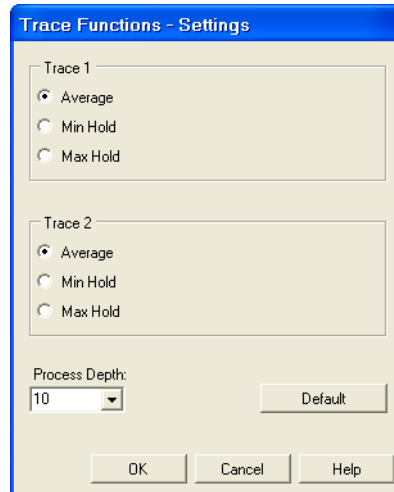 Trace Functions - Settings
Trace 1
Average
Min Hold
Max Hold
Trace 2
Average
Min Hold
Max Hold
Process Depth:
10
Default
OK Cancel Help